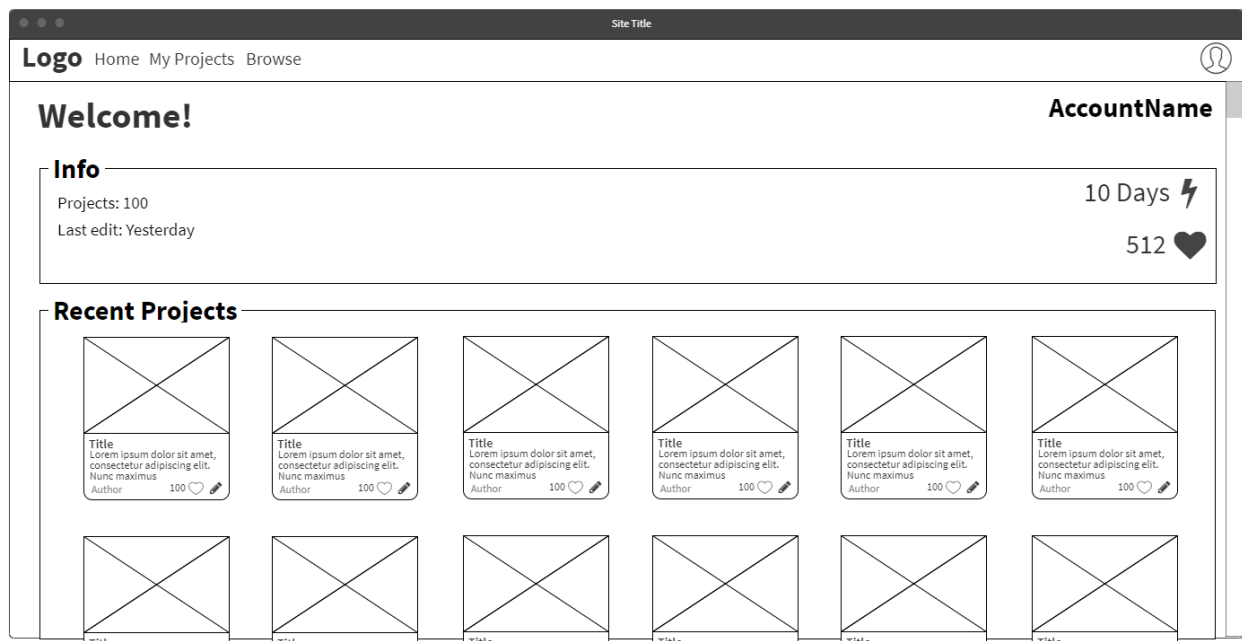 Site Title
Logo Home My Projects Browse
Welcome!
AccountName
Info
Projects: 100
Last edit: Yesterday
10 Days
512
Recent Projects
Title
Lorem ipsum dolor sit amet,
consectetur adipiscing elit.
Nunc maximus
Author 100
Title
Lorem ipsum dolor sit amet,
consectetur adipiscing elit.
Nunc maximus
Author 100
Title
Lorem ipsum dolor sit amet,
consectetur adipiscing elit.
Nunc maximus
Author 100
Title
Lorem ipsum dolor sit amet,
consectetur adipiscing elit.
Nunc maximus
Author 100
Title
Lorem ipsum dolor sit amet,
consectetur adipiscing elit.
Nunc maximus
Author 100
Title
Lorem ipsum dolor sit amet,
consectetur adipiscing elit.
Nunc maximus
Author 100